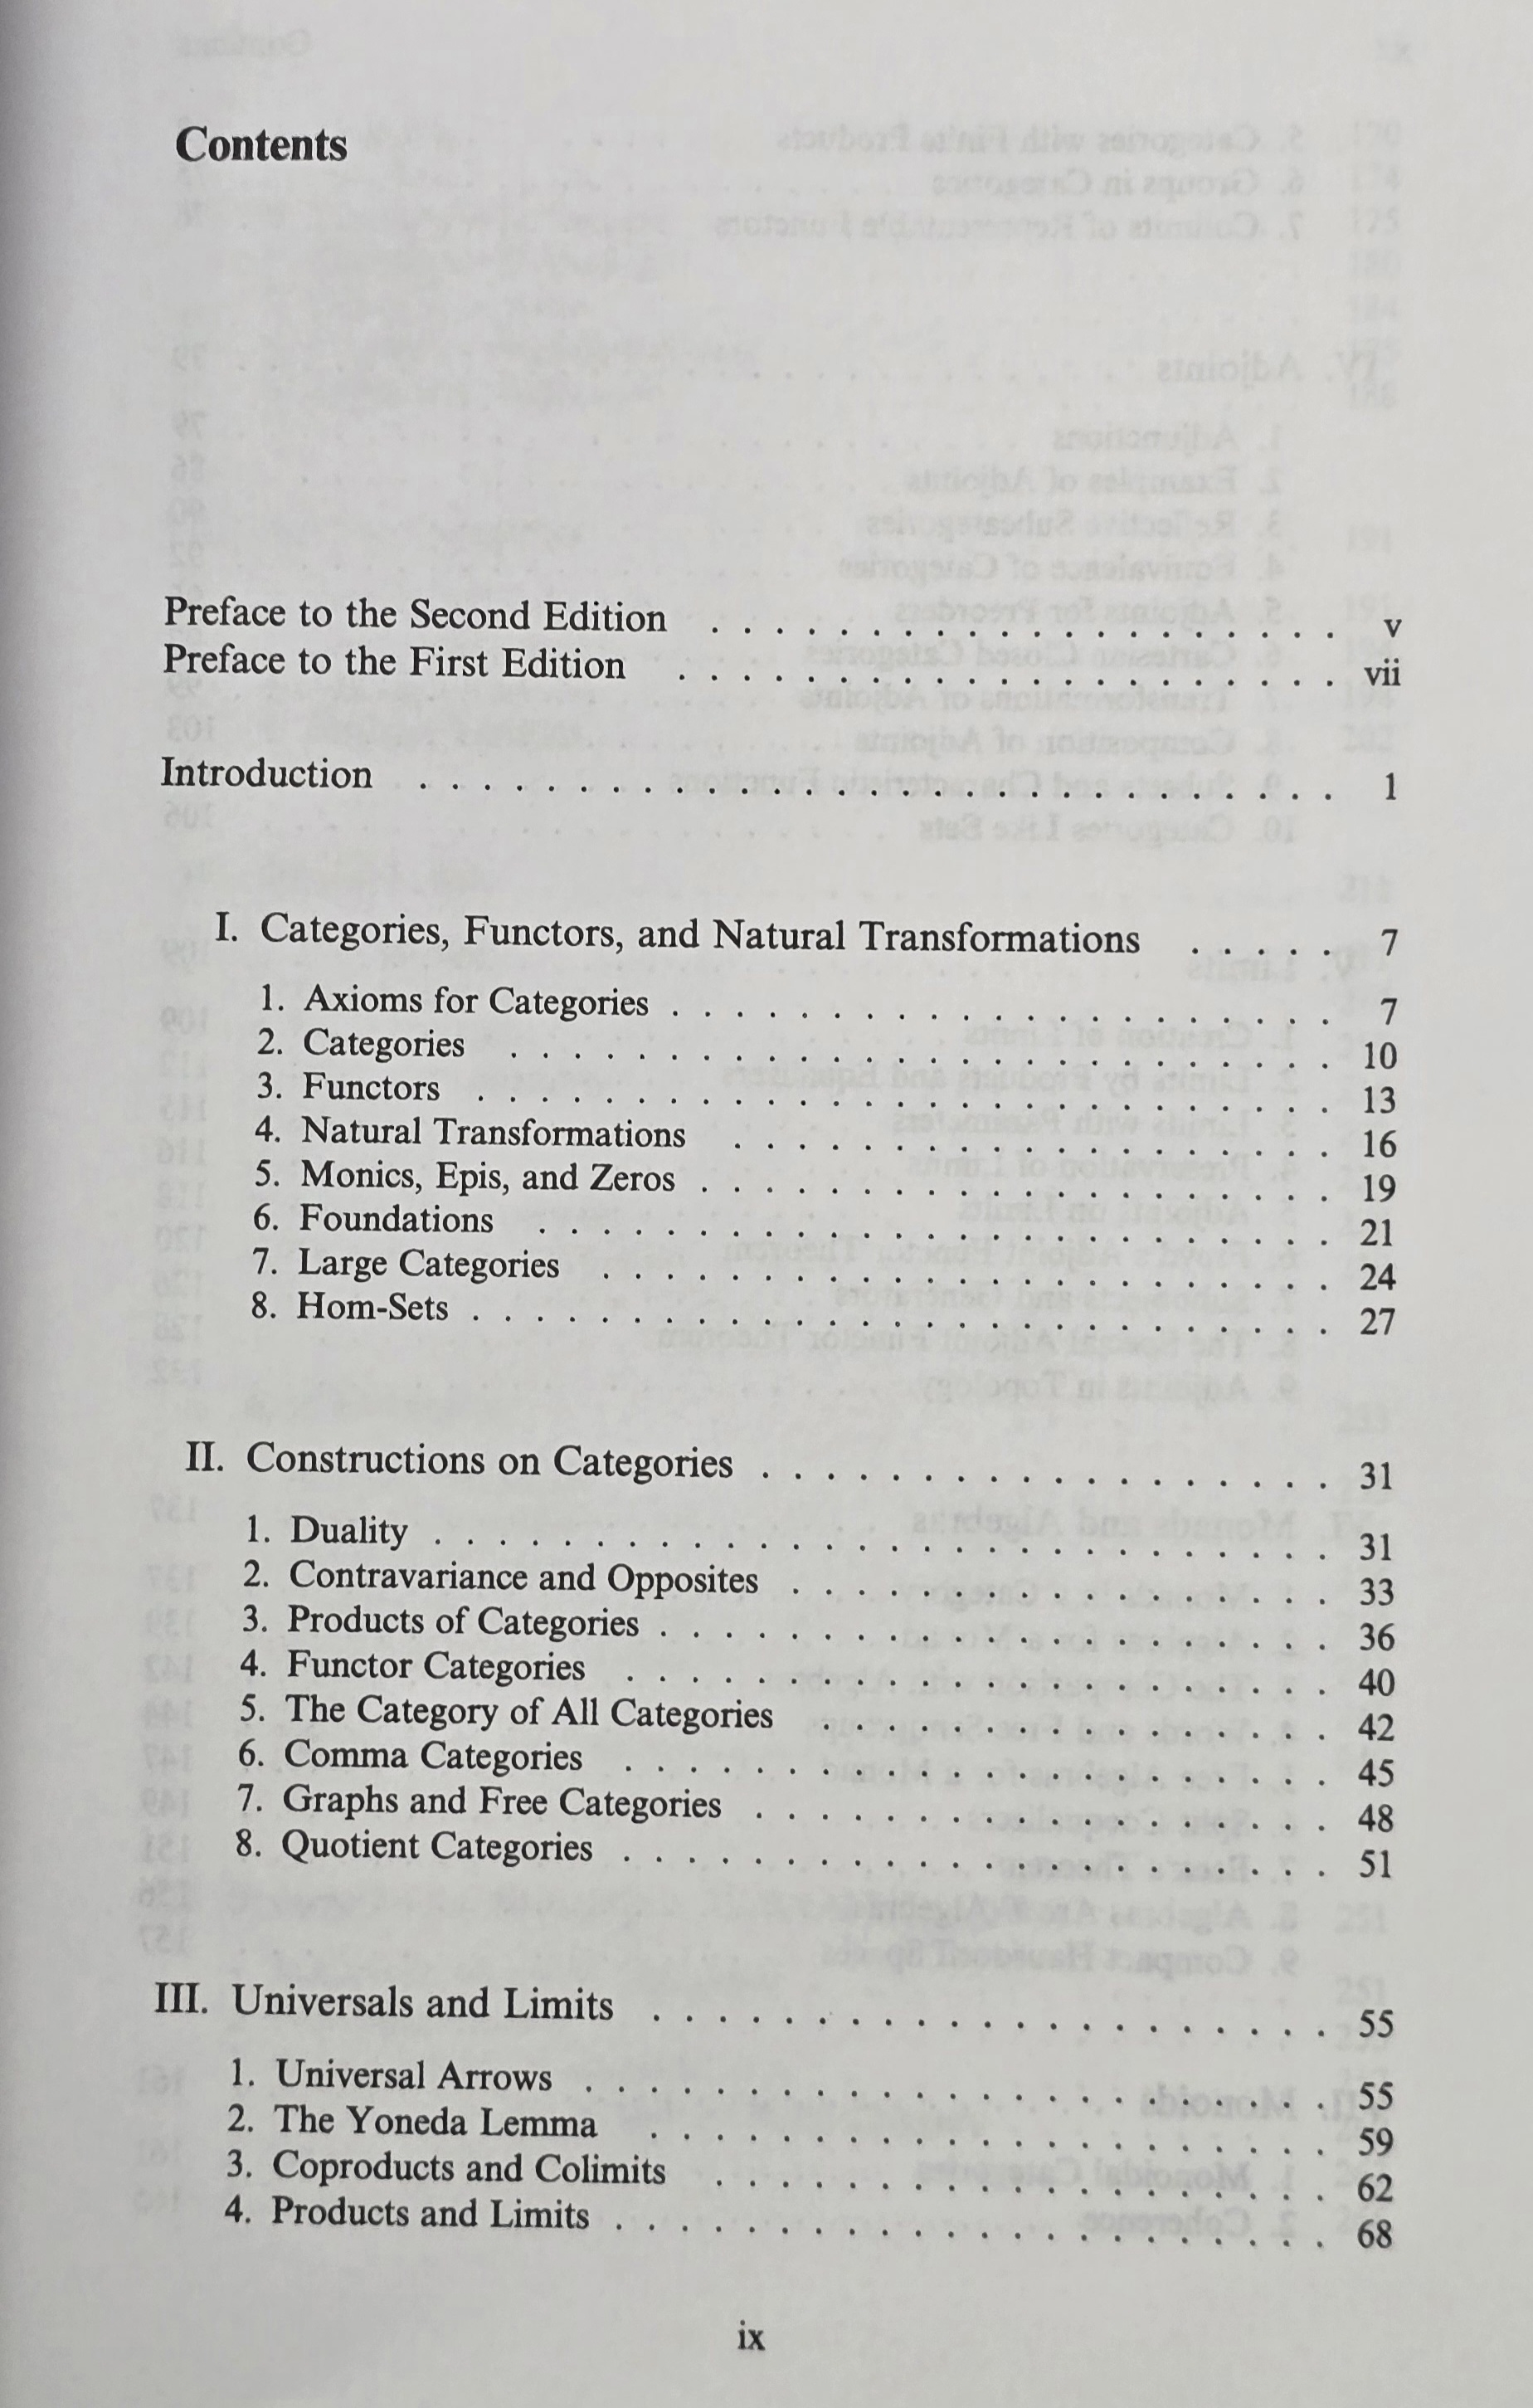 Contents
Preface to the Second Edition . . . . . . . . . . . . . . . . . . . . v
Preface to the First Edition . . . . . . . . . . . . . . . . . . . . . vii
Introduction . . . . . . . . . . . . . . . . . . . . . . . . . . . . . 1
I. Categories, Functors, and Natural Transformations . . . . . 7
1. Axioms for Categories . . . . . . . . . . . . . . . . . . . . . 7
2. Categories . . . . . . . . . . . . . . . . . . . . . . . . . . 10
3. Functors . . . . . . . . . . . . . . . . . . . . . . . . . . . 13
4. Natural Transformations . . . . . . . . . . . . . . . . . . . 16
5. Monics, Epis, and Zeros . . . . . . . . . . . . . . . . . . . . 19
6. Foundations . . . . . . . . . . . . . . . . . . . . . . . . . 21
7. Large Categories . . . . . . . . . . . . . . . . . . . . . . . 24
8. Hom-Sets . . . . . . . . . . . . . . . . . . . . . . . . . . . 27
II. Constructions on Categories . . . . . . . . . . . . . . . . . . 31
1. Duality . . . . . . . . . . . . . . . . . . . . . . . . . . . . 31
2. Contravariance and Opposites . . . . . . . . . . . . . . . . . 33
3. Products of Categories . . . . . . . . . . . . . . . . . . . . . 36
4. Functor Categories . . . . . . . . . . . . . . . . . . . . . . 40
5. The Category of All Categories . . . . . . . . . . . . . . . . 42
6. Comma Categories . . . . . . . . . . . . . . . . . . . . . . 45
7. Graphs and Free Categories . . . . . . . . . . . . . . . . . . 48
8. Quotient Categories . . . . . . . . . . . . . . . . . . . . . . 51
III. Universals and Limits . . . . . . . . . . . . . . . . . . . . . 55
1. Universal Arrows . . . . . . . . . . . . . . . . . . . . . . . 55
2. The Yoneda Lemma . . . . . . . . . . . . . . . . . . . . . 59
3. Coproducts and Colimits . . . . . . . . . . . . . . . . . . . 62
4. Products and Limits . . . . . . . . . . . . . . . . . . . . . . 68
ix